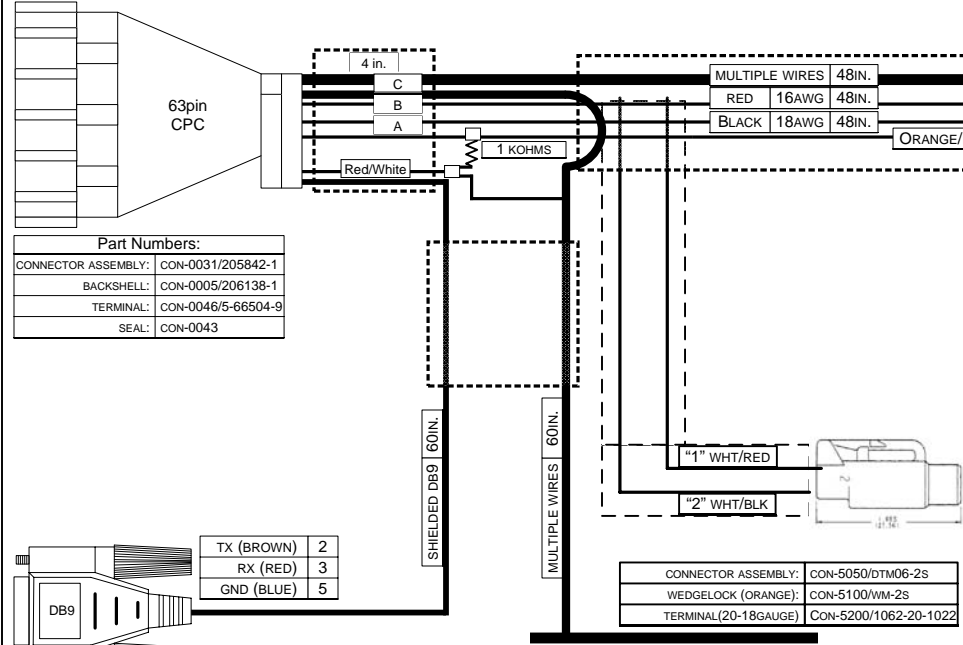 4 in.
C
B
A
63pin
CPC
MULTIPLE WIRES 48IN.
RED 16AWG 48IN.
BLACK 18AWG 48IN.
ORANGE/
1 KOHMS
Red/White
Part Numbers:
CONNECTOR ASSEMBLY: CON-0031/205842-1
BACKSHELL: CON-0005/206138-1
TERMINAL: CON-0046/5-66504-9
SEAL: CON-0043
SHIELDED DB9 60IN.
MULTIPLE WIRES 60IN.
"1" WHT/RED
"2" WHT/BLK
2
TX (BROWN) 2
RX (RED) 3
GND (BLUE) 5
DB9
CONNECTOR ASSEMBLY: CON-5050/DTM06-2S
WEDGELOCK (ORANGE): CON-5100/WM-2S
TERMINAL(20-18GAUGE) CON-5200/1062-20-1022